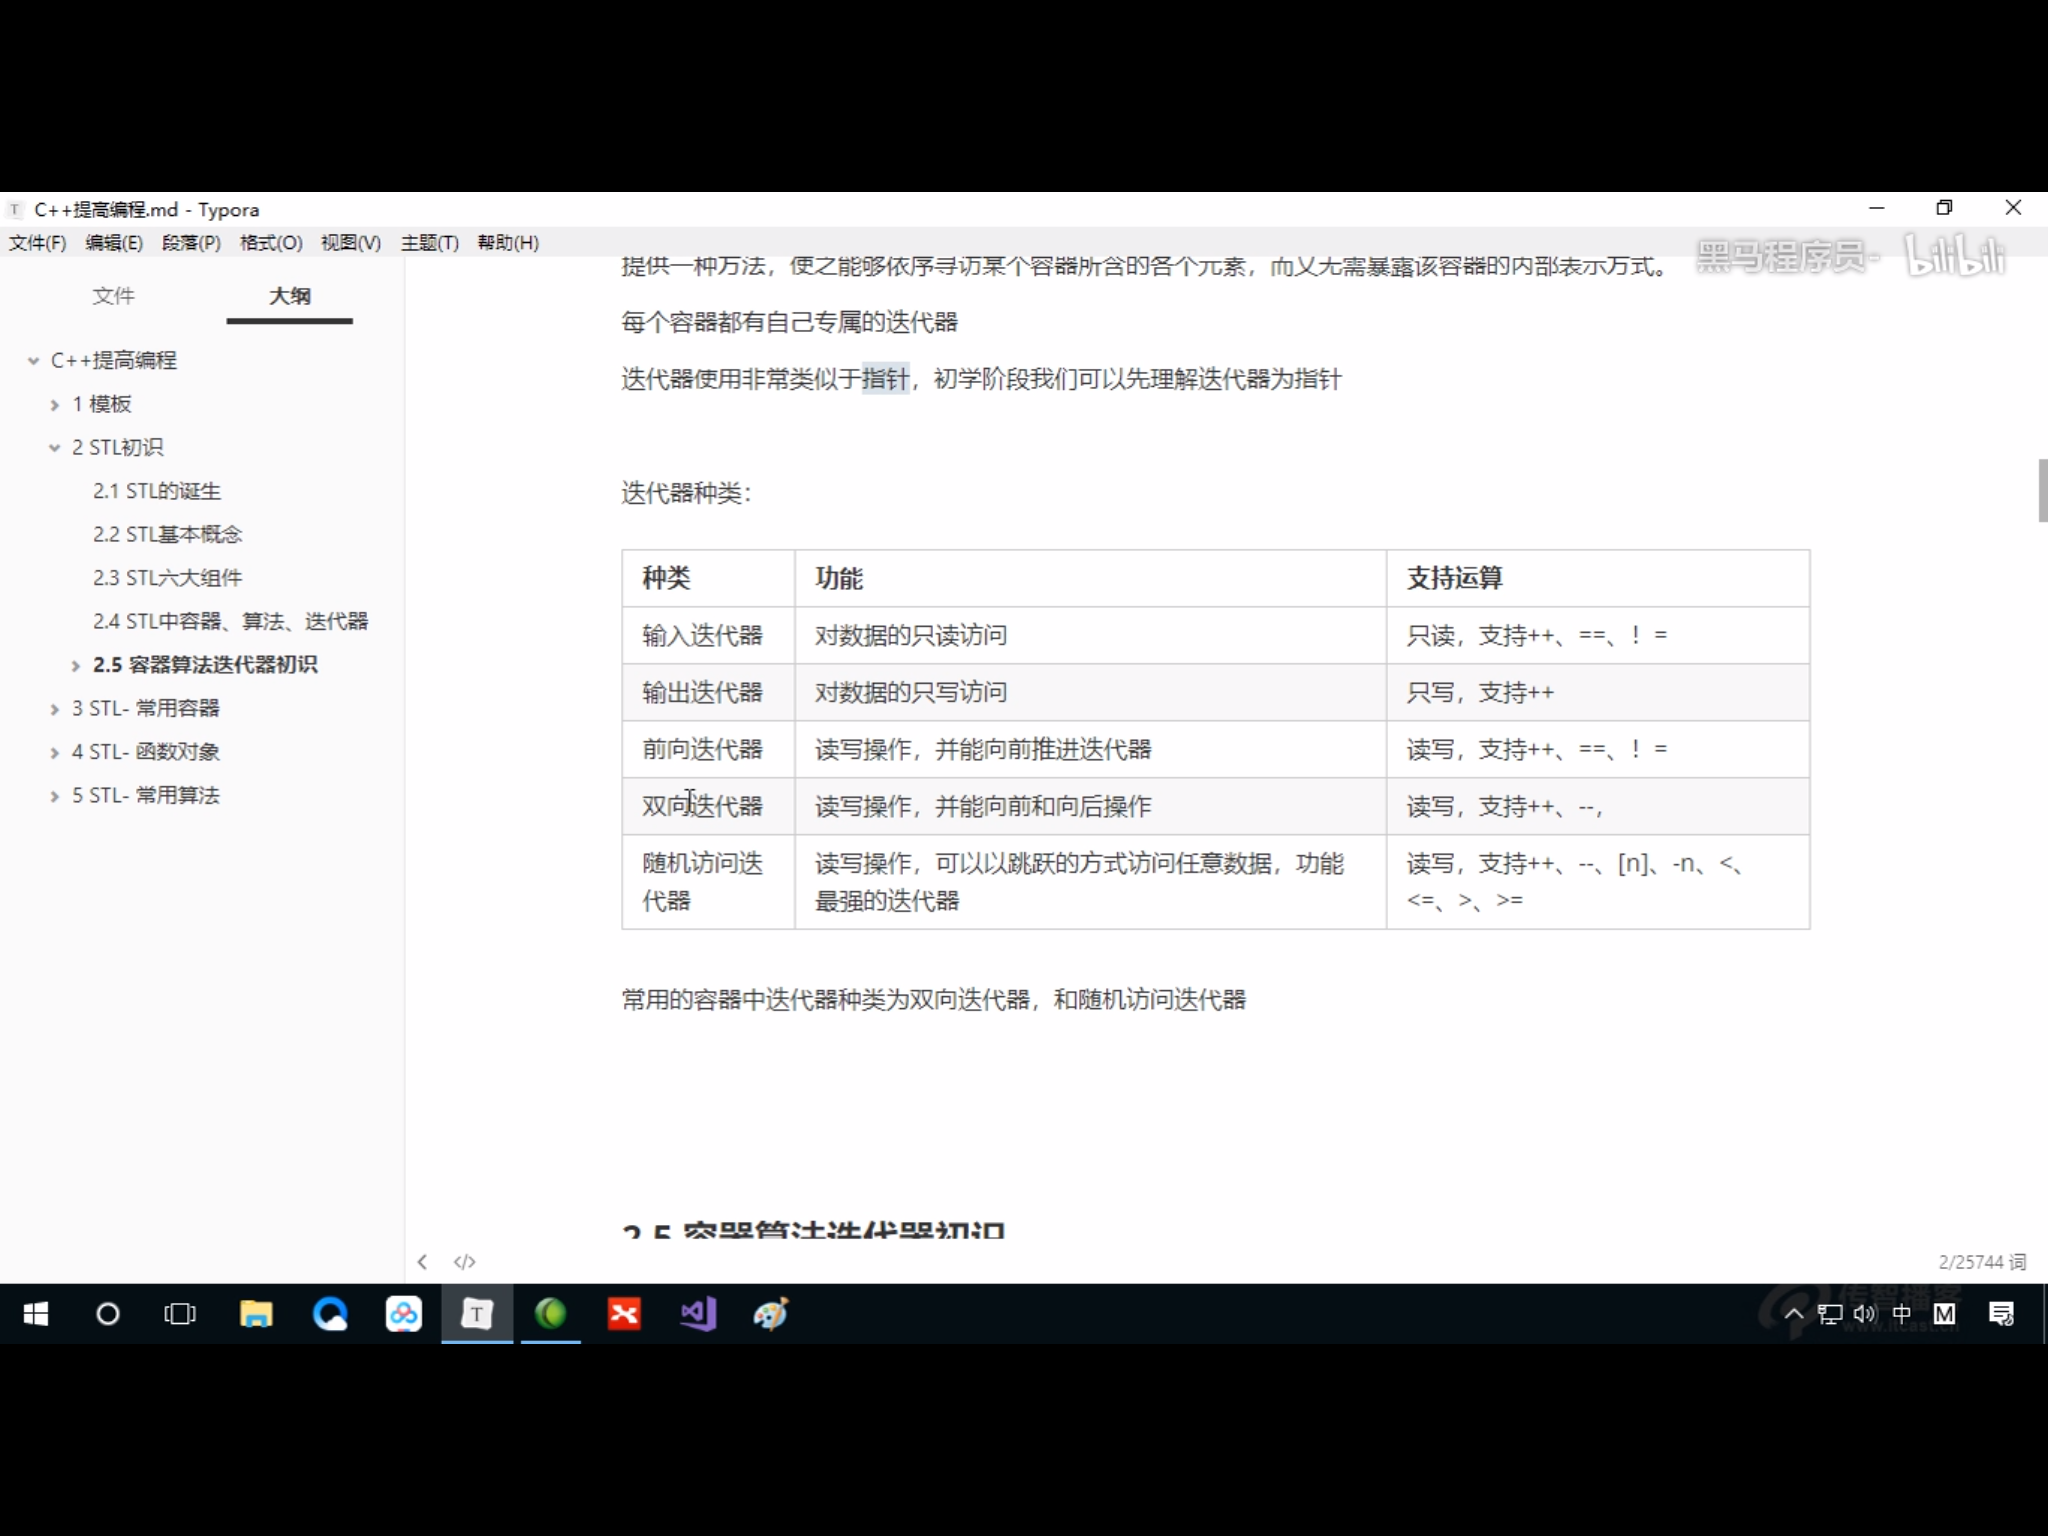 C++提高编程.md - Typora
文件(F) 编辑(E) 段落(P) 格式(O) 视图(V) 主题(T) 帮助(H)
黑马程序员- bilibili
文件 大纲
C++提高编程
1 模板
2 STL初识
2.1 STL的诞生
2.2 STL基本概念
2.3 STL六大组件
2.4 STL中容器、算法、迭代器
2.5 容器算法迭代器初识
3 STL- 常用容器
4 STL- 函数对象
5 STL- 常用算法
提供一种方法，使之能够依序寻访某个容器所含的各个元素，而又无需暴露该容器的内部表示方式。
每个容器都有自己专属的迭代器
迭代器使用非常类似于指针，初学阶段我们可以先理解迭代器为指针
迭代器种类：
种类 功能 支持运算
输入迭代器 对数据的只读访问 只读，支持++、==、！=
输出迭代器 对数据的只写访问 只写，支持++
前向迭代器 读写操作，并能向前推进迭代器 读写，支持++、==、！=
双向迭代器 读写操作，并能向前和向后操作 读写，支持++、--，
随机访问迭 读写操作，可以以跳跃的方式访问任意数据，功能 读写，支持++、--、[n]、-n、<、
代器 最强的迭代器 <=、>、>=
常用的容器中迭代器种类为双向迭代器，和随机访问迭代器
2.5 容器算法迭代器初识
</>
2/25744 词
传智播客
www.itcast.cn
中 M